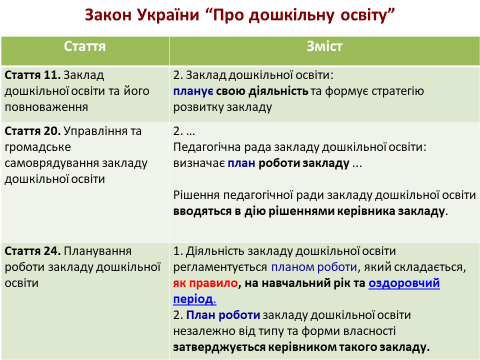 Закон України “Про дошкільну освіту”
Стаття
Зміст
Стаття 11. Заклад
дошкільної освіти та його
повноваження
2. Заклад дошкільної освіти:
планує свою діяльність та формує стратегію
розвитку закладу
Стаття 20. Управління та
громадське
самоврядування закладу
дошкільної освіти
2. …
Педагогічна рада закладу дошкільної освіти:
визначає план роботи закладу ...
Рішення педагогічної ради закладу дошкільної освіти
вводяться в дію рішеннями керівника закладу.
Стаття 24. Планування
роботи закладу дошкільної
освіти
1. Діяльність закладу дошкільної освіти
регламентується планом роботи, який складається,
як правило, на навчальний рік та оздоровчий
період.
2. План роботи закладу дошкільної освіти
незалежно від типу та форми власності
затверджується керівником такого закладу.